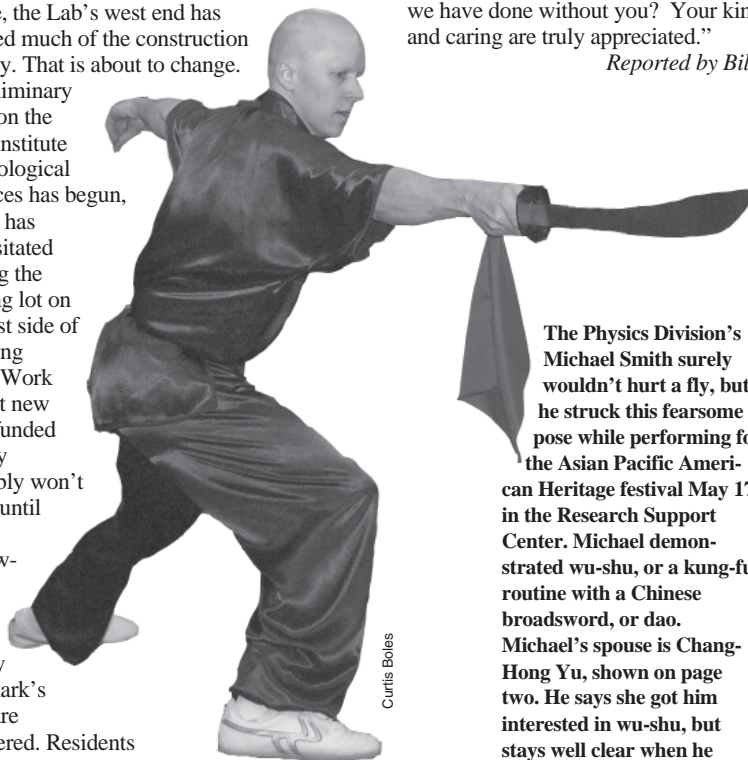 e, the Lab’s west end has
ed much of the construction
y. That is about to change.
liminary
on the
nstitute
ological
ces has begun,
has
sitated
g the
ng lot on
st side of
ng
Work
t new
unded
y
bly won’t
until
w-
y
ark’s
are
ered. Residents
we have done without you? Your kin
and caring are truly appreciated.”
Reported by Bil
Curtis Boles
The Physics Division’s
Michael Smith surely
wouldn’t hurt a fly, but
he struck this fearsome
pose while performing fo
the Asian Pacific Ameri-
can Heritage festival May 17
in the Research Support
Center. Michael demon-
strated wu-shu, or a kung-fu
routine with a Chinese
broadsword, or dao.
Michael’s spouse is Chang-
Hong Yu, shown on page
two. He says she got him
interested in wu-shu, but
stays well clear when he